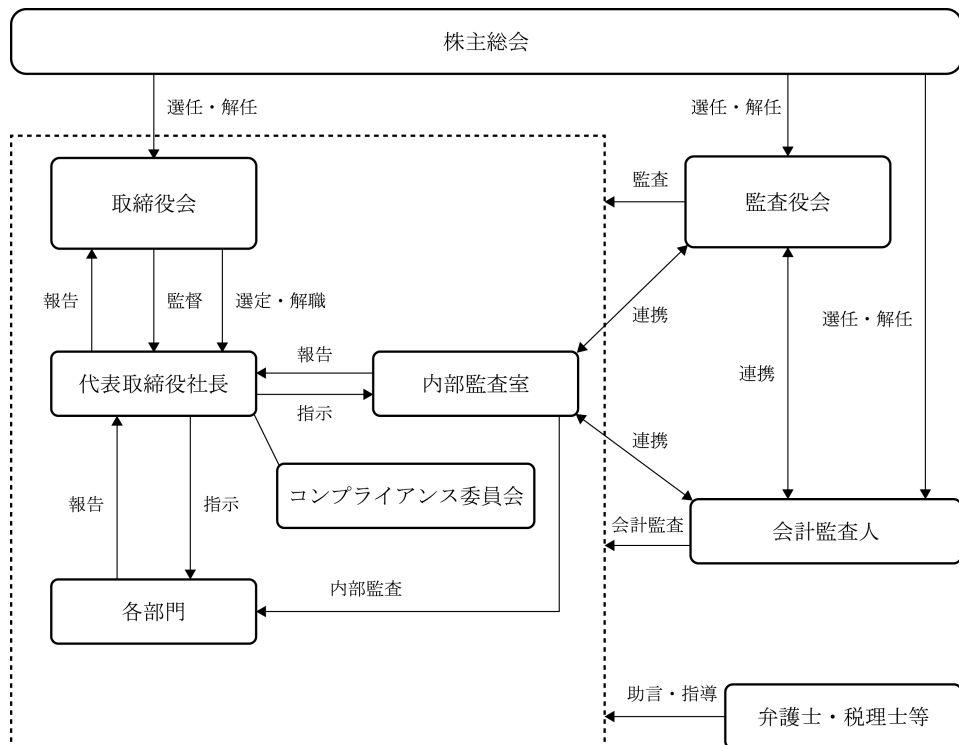 株主総会
選任・解任
選任・解任
取締役会
監査
監査役会
報告
監督
選定・解職
連携
選任・解任
代表取締役社長
報告
指示
内部監査室
連携
連携
報告
指示
コンプライアンス委員会
会計監査
会計監査人
各部門
内部監査
助言・指導
弁護士・税理士等